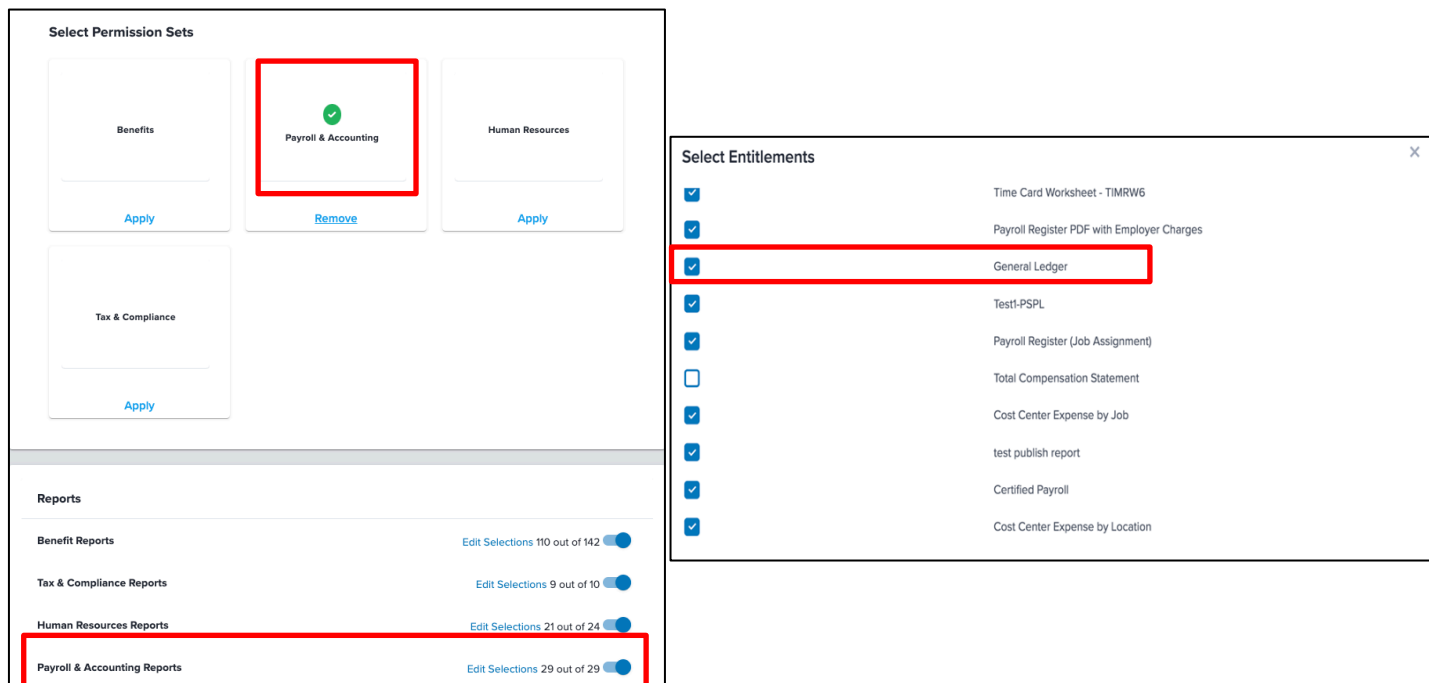 Select Permission Sets
Benefits
Payroll & Accounting
Human Resources
Apply
Remove
Apply
Tax & Compliance
Apply
Reports
Benefit Reports
Edit Selections 110 out of 142
Tax & Compliance Reports
Edit Selections 9 out of 10
Human Resources Reports
Edit Selections 21 out of 24
Payroll & Accounting Reports
Edit Selections 29 out of 29
Select Entitlements
Time Card Worksheet - TIMRW6
Payroll Register PDF with Employer Charges
General Ledger
Test1-PSPL
Payroll Register (Job Assignment)
Total Compensation Statement
Cost Center Expense by Job
test publish report
Certified Payroll
Cost Center Expense by Location